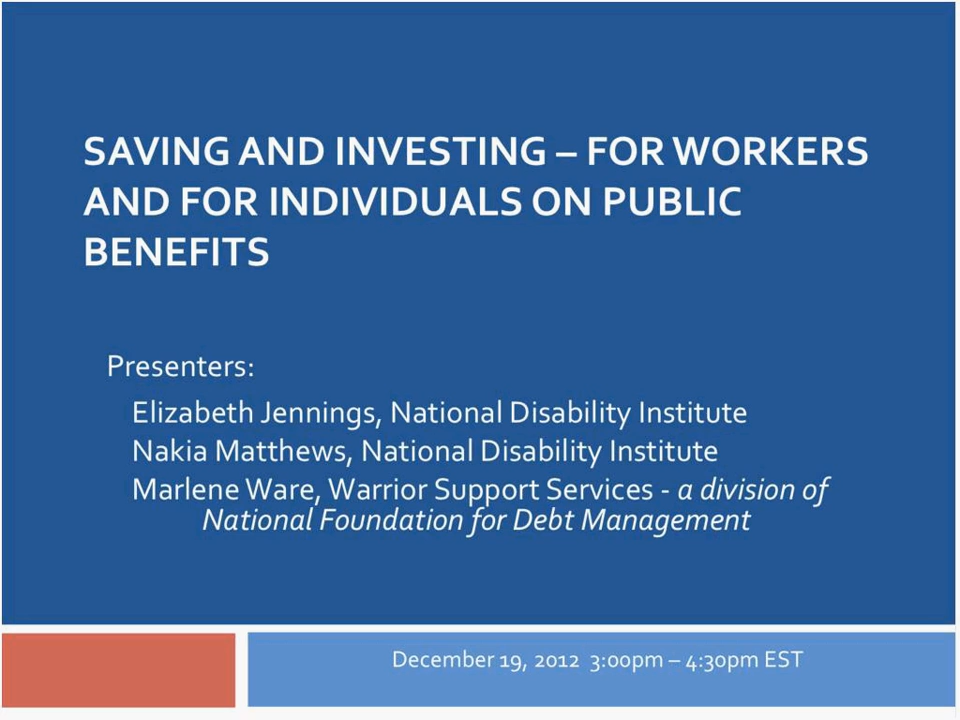 SAVING AND INVESTING – FOR WORKERS
AND FOR INDIVIDUALS ON PUBLIC
BENEFITS
Presenters:
Elizabeth Jennings, National Disability Institute
Nakia Matthews, National Disability Institute
Marlene Ware, Warrior Support Services - a division of
National Foundation for Debt Management
December 19, 2012 3:00pm – 4:30pm EST